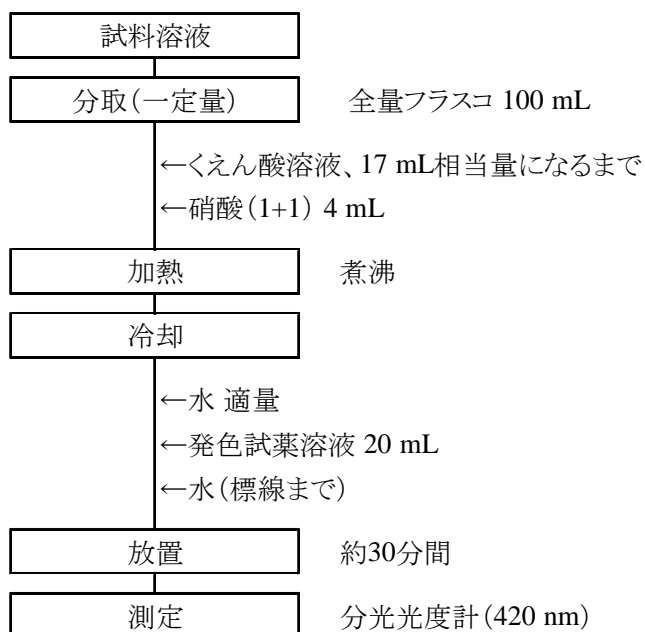 試料溶液
分取(一定量) 全量フラスコ 100 mL
←くえん酸溶液、17 mL相当量になるまで
←硝酸(1+1) 4 mL
加熱 煮沸
冷却
←水 適量
←発色試薬溶液 20 mL
←水(標線まで)
放置 約30分間
測定 分光光度計(420 nm)